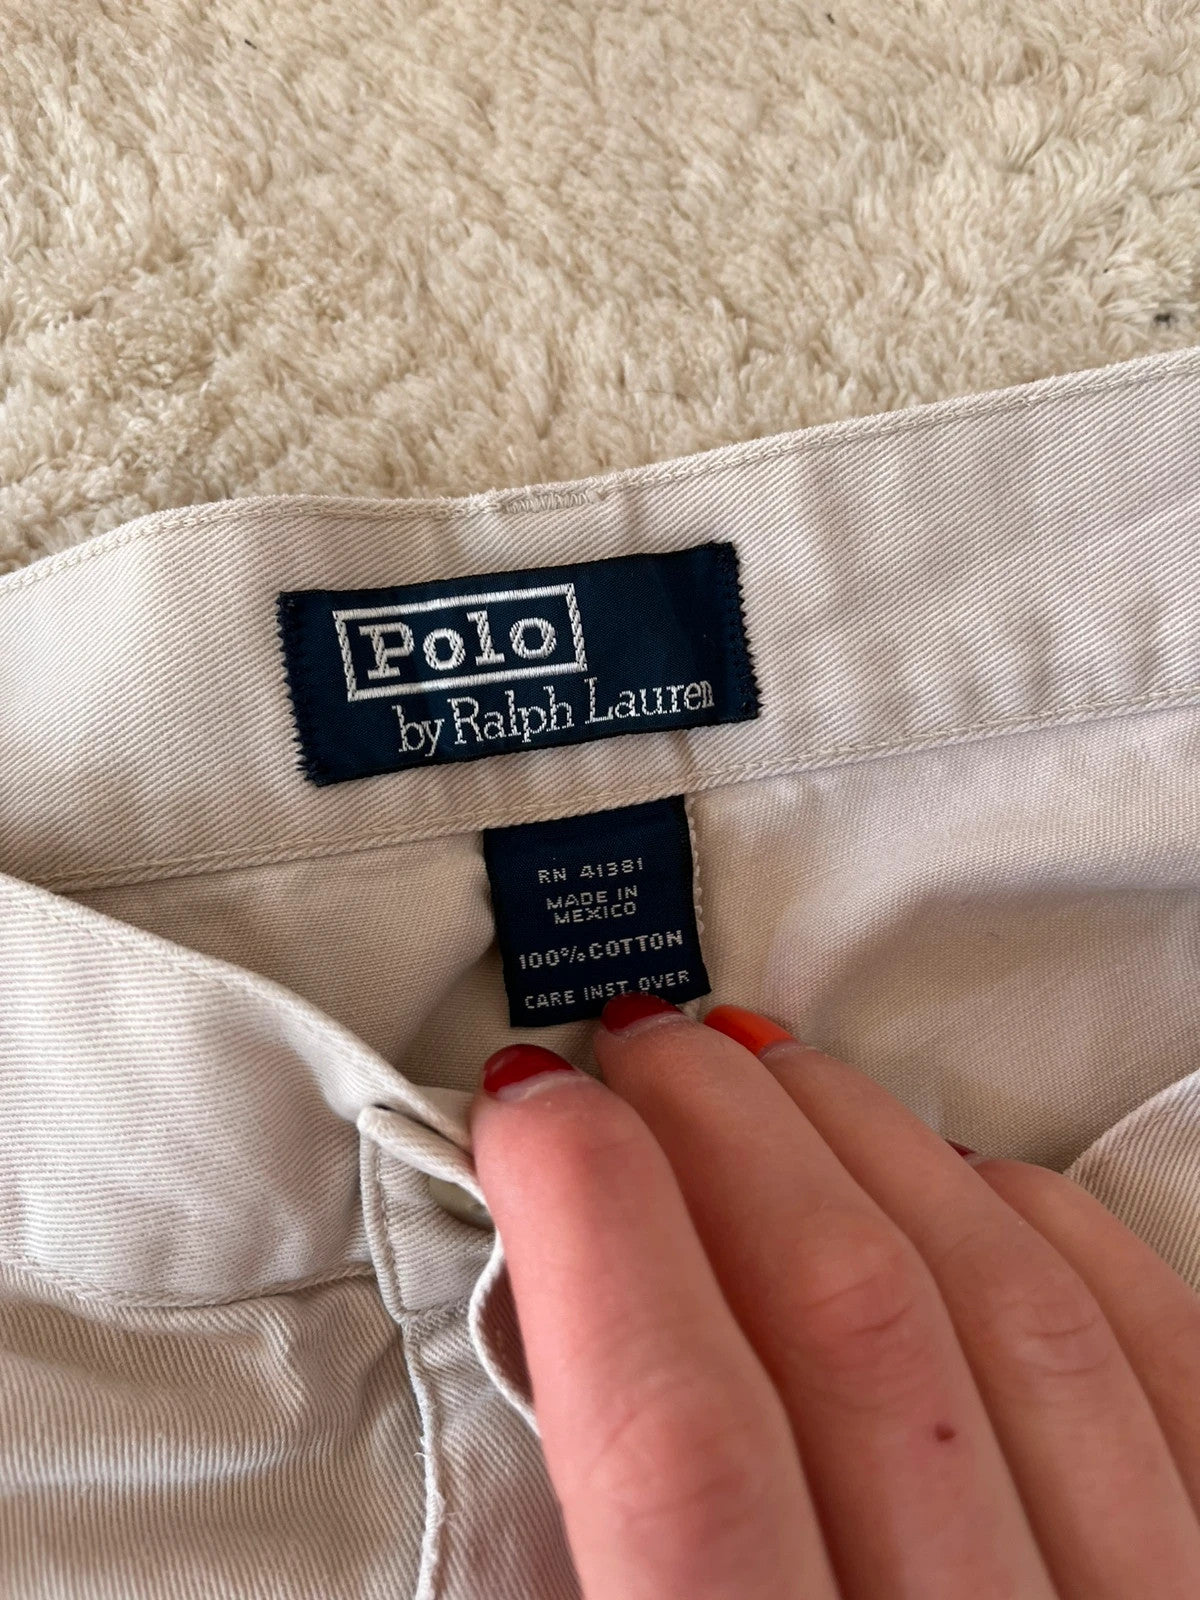 Polo
by Ralph Lauren
RN 41381
MADE IN
MEXICO
100% COTTON
CARE INST. OVER